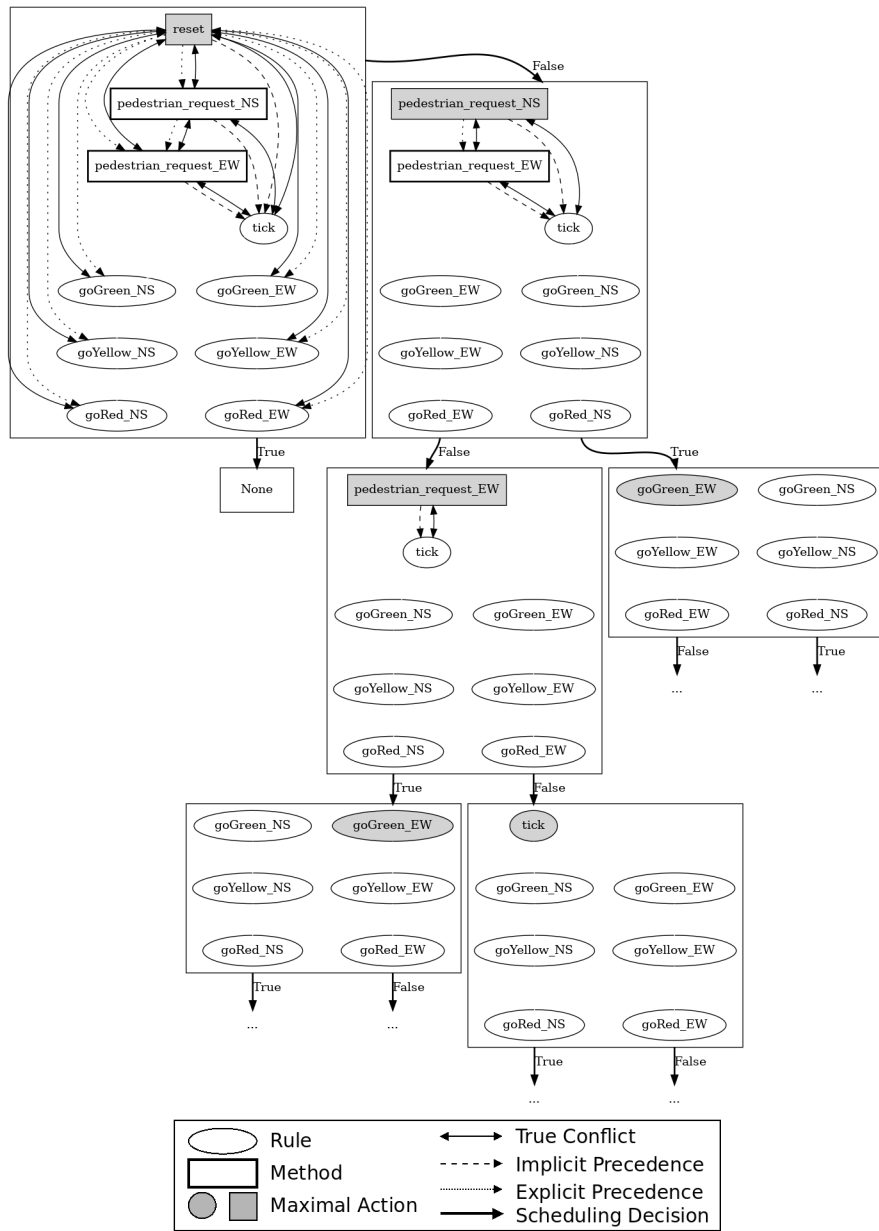 reset
False
pedestrian_request_NS
pedestrian_request_NS
pedestrian_request_EW
pedestrian_request_EW
tick
tick
goGreen_NS
goGreen_EW
goGreen_EW
goGreen_NS
goYellow_NS
goYellow_EW
goYellow_EW
goYellow_NS
goRed_NS
goRed_EW
goRed_EW
goRed_NS
True
False
True
None
pedestrian_request_EW
goGreen_EW
goGreen_NS
tick
goYellow_EW
goYellow_NS
goGreen_NS
goGreen_EW
goRed_EW
goRed_NS
False
True
goYellow_NS
goYellow_EW
...
...
goRed_NS
goRed_EW
True
False
goGreen_NS
goGreen_EW
tick
goYellow_NS
goYellow_EW
goGreen_NS
goGreen_EW
goRed_NS
goRed_EW
goYellow_NS
goYellow_EW
True
False
...
...
goRed_NS
goRed_EW
True
False
...
...
Rule
True Conflict
Method
Implicit Precedence
Maximal Action
Explicit Precedence
Scheduling Decision